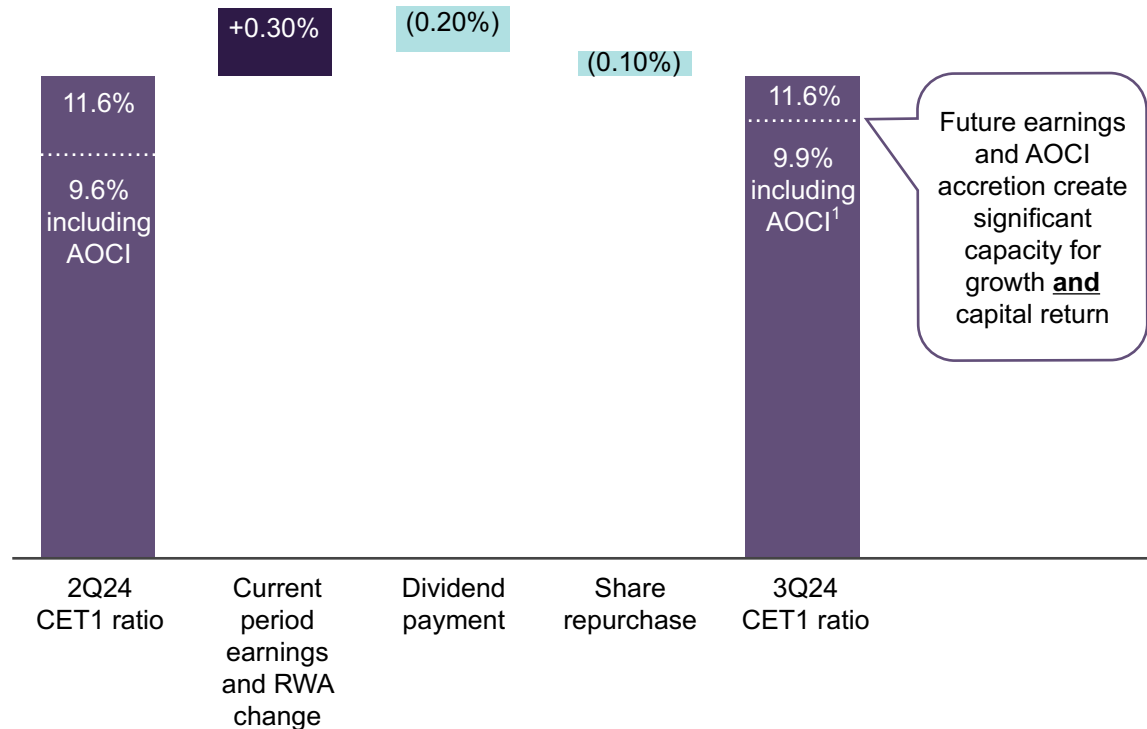 +0.30%
(0.20%)
(0.10%)
11.6%
9.6%
including
AOCI
11.6%
9.9%
including
AOCI¹
Future earnings
and AOCI
accretion create
significant
capacity for
growth and
capital return
2Q24
CET1 ratio
Current
period
earnings
and RWA
change
Dividend
payment
Share
repurchase
3Q24
CET1 ratio